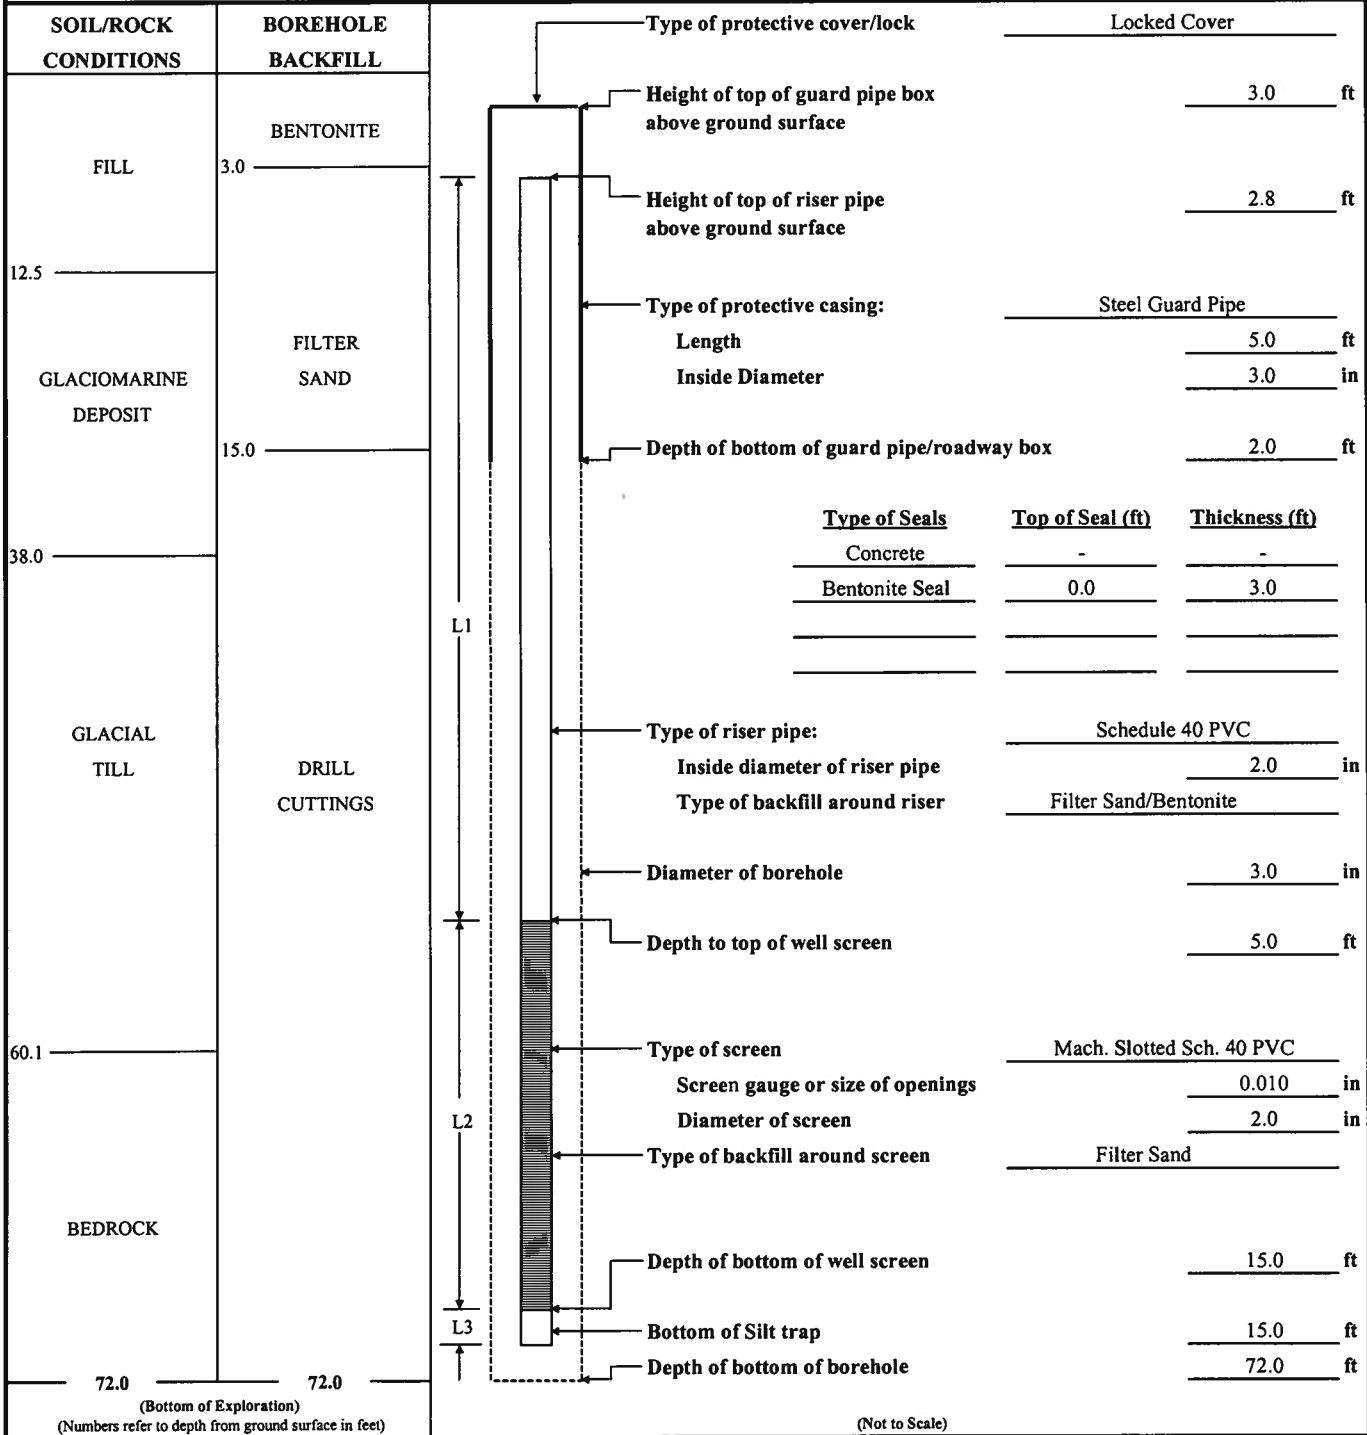 SOIL/ROCK
CONDITIONS
BOREHOLE
BACKFILL
FILL
12.5
GLACIOMARINE
DEPOSIT
38.0
GLACIAL
TILL
60.1
BEDROCK
72.0
BENTONITE
3.0
FILTER
SAND
15.0
DRILL
CUTTINGS
72.0
(Bottom of Exploration)
(Numbers refer to depth from ground surface in feet)
L1
L2
L3
Type of protective cover/lock Locked Cover
Height of top of guard pipe box 3.0 ft
above ground surface
Height of top of riser pipe 2.8 ft
above ground surface
Type of protective casing: Steel Guard Pipe
Length 5.0 ft
Inside Diameter 3.0 in
Depth of bottom of guard pipe/roadway box 2.0 ft
Type of Seals Top of Seal (ft) Thickness (ft)
Concrete - -
Bentonite Seal 0.0 3.0
Type of riser pipe: Schedule 40 PVC
Inside diameter of riser pipe 2.0 in
Type of backfill around riser Filter Sand/Bentonite
Diameter of borehole 3.0 in
Depth to top of well screen 5.0 ft
Type of screen Mach. Slotted Sch. 40 PVC
Screen gauge or size of openings 0.010 in
Diameter of screen 2.0 in
Type of backfill around screen Filter Sand
Depth of bottom of well screen 15.0 ft
Bottom of Silt trap 15.0 ft
Depth of bottom of borehole 72.0 ft
(Not to Scale)